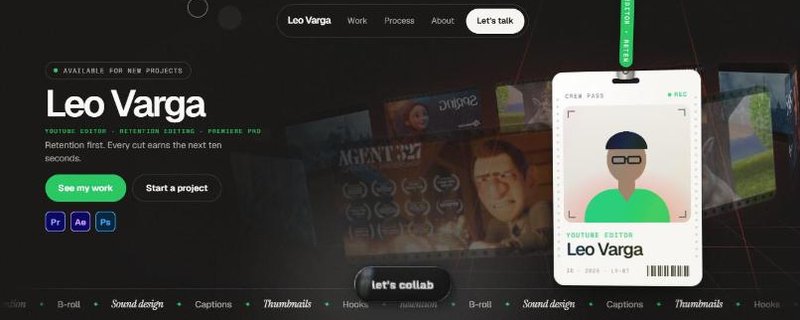 Leo Varga
Work
Process
About
Let's talk
AVAILABLE FOR NEW PROJECTS
Leo Varga
YOUTUBE EDITOR · RETENTION EDITING · PREMIERE PRO
Retention first. Every cut earns the next ten
seconds.
See my work
Start a project
Pr
Ae
Ps
SPRING
AGENT 327
CREW PASS
REC
YOUTUBE EDITOR
Leo Varga
let's collab
B-roll
Sound design
Captions
Thumbnails
Hooks
Retention
B-roll
Sound design
Captions
Thumbnails
Hooks